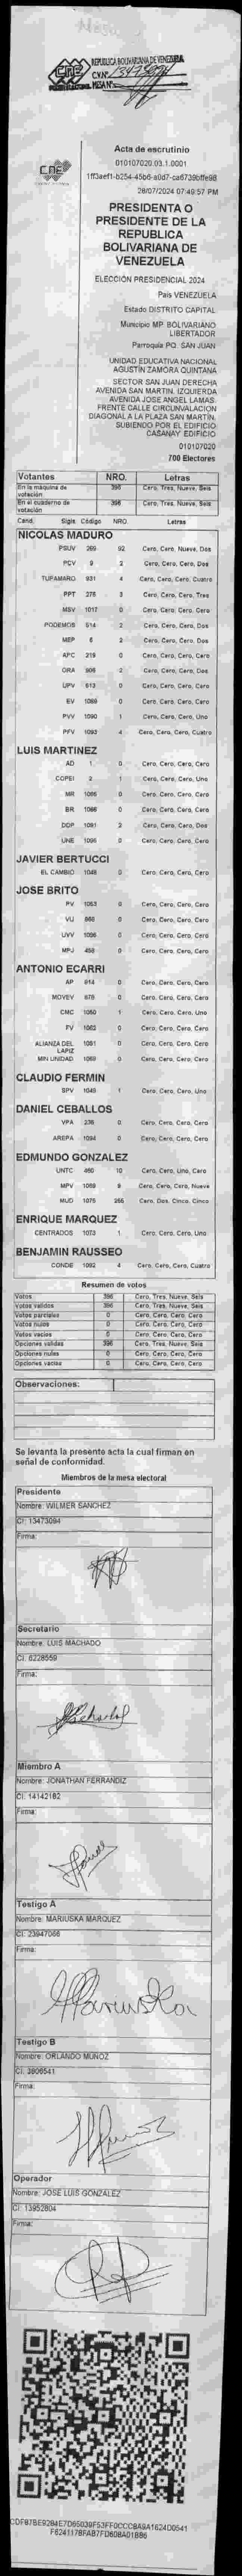 REPUBLICA BOLIVARIANA DE VENEZUELA
CNE
Acta de escrutinio
010107020.03.1.0001
1ff3aef1-b254-45b6-a9d7-ca6739bffe98
28/07/2024 07:49:57 PM
CNE
PRESIDENTA O
PRESIDENTE DE LA
REPUBLICA
BOLIVARIANA DE
VENEZUELA
ELECCIÓN PRESIDENCIAL 2024
País VENEZUELA
Estado DISTRITO CAPITAL
Municipio MP. BOLIVARIANO
LIBERTADOR
Parroquia PQ. SAN JUAN
UNIDAD EDUCATIVA NACIONAL
AGUSTÍN ZAMORA QUINTANA
SECTOR SAN JUAN DERECHA
AVENIDA SAN MARTÍN. IZQUIERDA
AVENIDA JOSE ANGEL LAMAS.
FRENTE CALLE CIRCUNVALACION
DIAGONAL A LA PLAZA SAN MARTÍN.
SUBIENDO POR EL EDIFICIO
CASANAY EDIFICIO
010107020
700 Electores
Votantes NRO. Letras
En la máquina de votación 396 Cero, Tres, Nueve, Seis
En el cuaderno de votación 396 Cero, Tres, Nueve, Seis
Cand. Sigla Código NRO. Letras
NICOLAS MADURO
PSUV 269 92 Cero, Cero, Nueve, Dos
PCV 9 2 Cero, Cero, Cero, Dos
TUPAMARO 931 4 Cero, Cero, Cero, Cuatro
PPT 275 3 Cero, Cero, Cero, Tres
MSV 1017 0 Cero, Cero, Cero, Cero
PODEMOS 514 2 Cero, Cero, Cero, Dos
MEP 6 2 Cero, Cero, Cero, Dos
APC 219 0 Cero, Cero, Cero, Cero
ORA 906 2 Cero, Cero, Cero, Dos
UPV 613 0 Cero, Cero, Cero, Cero
EV 1089 0 Cero, Cero, Cero, Cero
PVV 1090 1 Cero, Cero, Cero, Uno
PFV 1093 4 Cero, Cero, Cero, Cuatro
LUIS MARTINEZ
AD 1 0 Cero, Cero, Cero, Cero
COPEI 2 1 Cero, Cero, Cero, Uno
MR 1006 0 Cero, Cero, Cero, Cero
BR 1066 0 Cero, Cero, Cero, Cero
DDP 1091 2 Cero, Cero, Cero, Dos
UNE 1095 0 Cero, Cero, Cero, Cero
JAVIER BERTUCCI
EL CAMBIO 1048 0 Cero, Cero, Cero, Cero
JOSE BRITO
PV 1053 0 Cero, Cero, Cero, Cero
VU 868 0 Cero, Cero, Cero, Cero
UVV 1096 0 Cero, Cero, Cero, Cero
MPJ 458 0 Cero, Cero, Cero, Cero
ANTONIO ECARRI
AP 914 0 Cero, Cero, Cero, Cero
MOVEV 878 0 Cero, Cero, Cero, Cero
CMC 1050 1 Cero, Cero, Cero, Uno
FV 1062 0 Cero, Cero, Cero, Cero
ALIANZA DEL LAPIZ 1081 0 Cero, Cero, Cero, Cero
MIN UNIDAD 1069 0 Cero, Cero, Cero, Cero
CLAUDIO FERMIN
SPV 1049 1 Cero, Cero, Cero, Uno
DANIEL CEBALLOS
VPA 239 0 Cero, Cero, Cero, Cero
AREPA 1094 0 Cero, Cero, Cero, Cero
EDMUNDO GONZALEZ
UNTC 460 10 Cero, Cero, Uno, Cero
MPV 1069 9 Cero, Cero, Cero, Nueve
MUD 1075 255 Cero, Dos, Cinco, Cinco
ENRIQUE MARQUEZ
CENTRADOS 1073 1 Cero, Cero, Cero, Uno
BENJAMIN RAUSSEO
CONDE 1092 4 Cero, Cero, Cero, Cuatro
Resumen de votos
Votos 396 Cero, Tres, Nueve, Seis
Votos validos 396 Cero, Tres, Nueve, Seis
Votos parciales 0 Cero, Cero, Cero, Cero
Votos nulos 0 Cero, Cero, Cero, Cero
Votos vacios 0 Cero, Cero, Cero, Cero
Opciones validas 396 Cero, Tres, Nueve, Seis
Opciones nulas 0 Cero, Cero, Cero, Cero
Opciones vacias 0 Cero, Cero, Cero, Cero
Observaciones:
Se levanta la presente acta la cual firman en
señal de conformidad.
Miembros de la mesa electoral
Presidente
Nombre: WILMER SANCHEZ
CI: 13473094
Firma:
Secretario
Nombre: LUIS MACHADO
CI: 6228559
Firma:
Miembro A
Nombre: JONATHAN FERRANDIZ
CI: 14142182
Firma:
Testigo A
Nombre: MARIUSKA MARQUEZ
CI: 23947066
Firma:
Testigo B
Nombre: ORLANDO MUÑOZ
CI: 3806541
Firma:
Operador
Nombre: JOSE LUIS GONZALEZ
CI: 13952804
Firma:
CDF87BE9284E7D65039F53FF0CCCBA9A1624D0541
F6241178FAB7FD608A01886